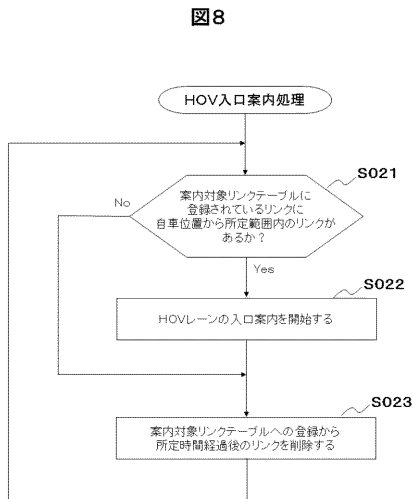 図8
HOV入口案内処理
S021
案内対象リンクテーブルに
登録されているリンクに
自車位置から所定範囲内のリンクが
あるか？
No
Yes
S022
HOVレーンの入口案内を開始する
S023
案内対象リンクテーブルへの登録から
所定時間経過後のリンクを削除する